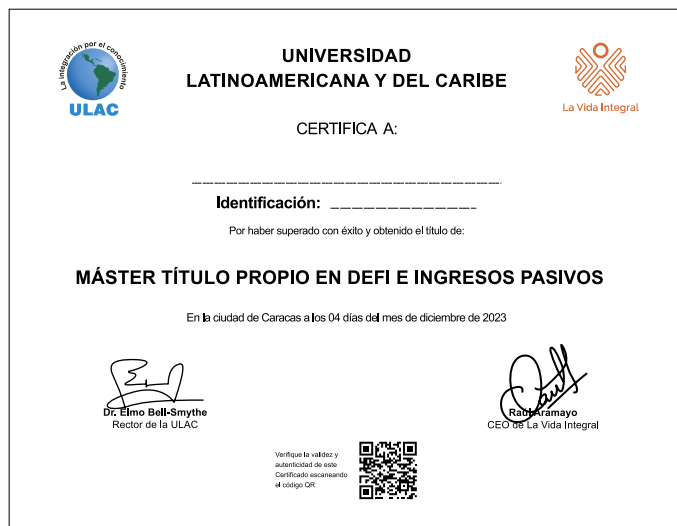 La integración por el conocimiento
ULAC
UNIVERSIDAD
LATINOAMERICANA Y DEL CARIBE
La Vida Integral
CERTIFICA A:
Identificación:
Por haber superado con éxito y obtenido el título de:
MÁSTER TÍTULO PROPIO EN DEFI E INGRESOS PASIVOS
En la ciudad de Caracas a los 04 días del mes de diciembre de 2023
Dr. Elmo Bell-Smythe
Rector de la ULAC
Raúl Aramayo
CEO de La Vida Integral
Verifique la validez y
autenticidad de este
Certificado escaneando
el código QR